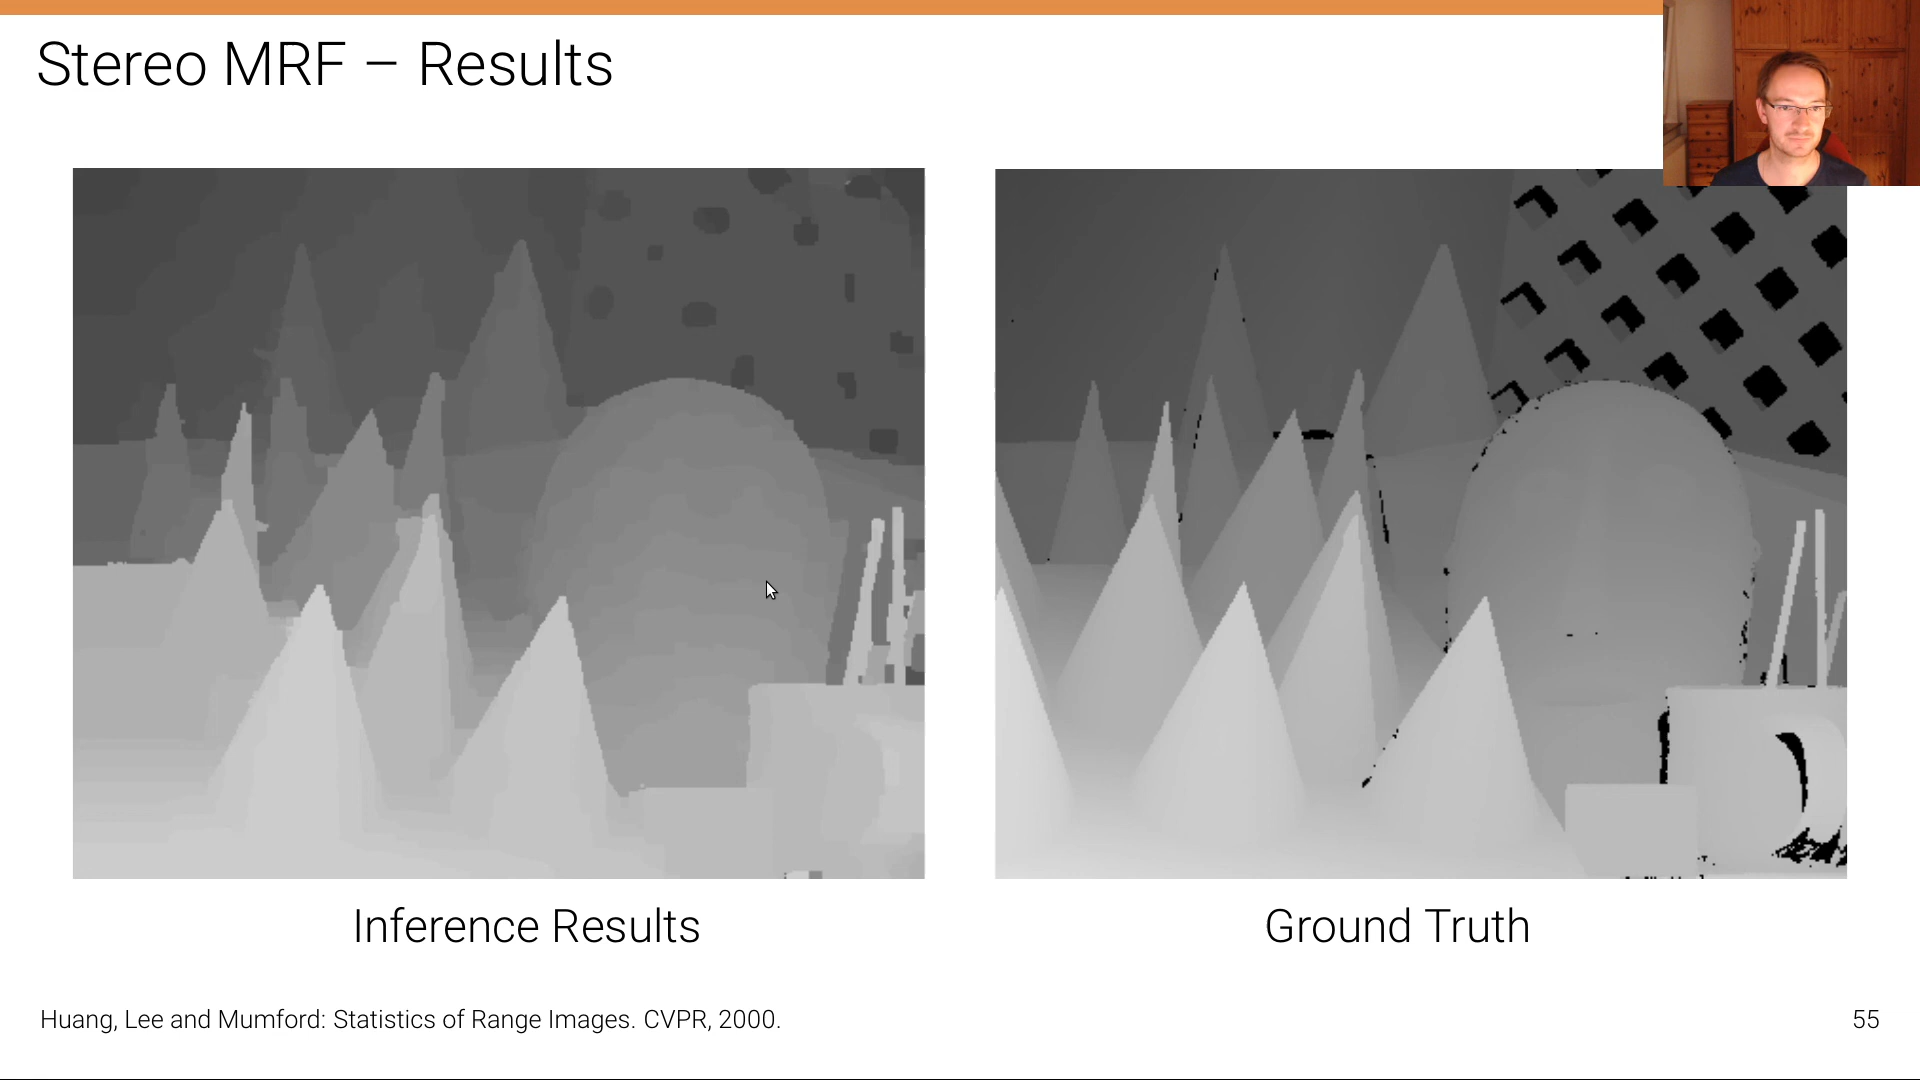 Stereo MRF – Results
Inference Results
Ground Truth
Huang, Lee and Mumford: Statistics of Range Images. CVPR, 2000.
55